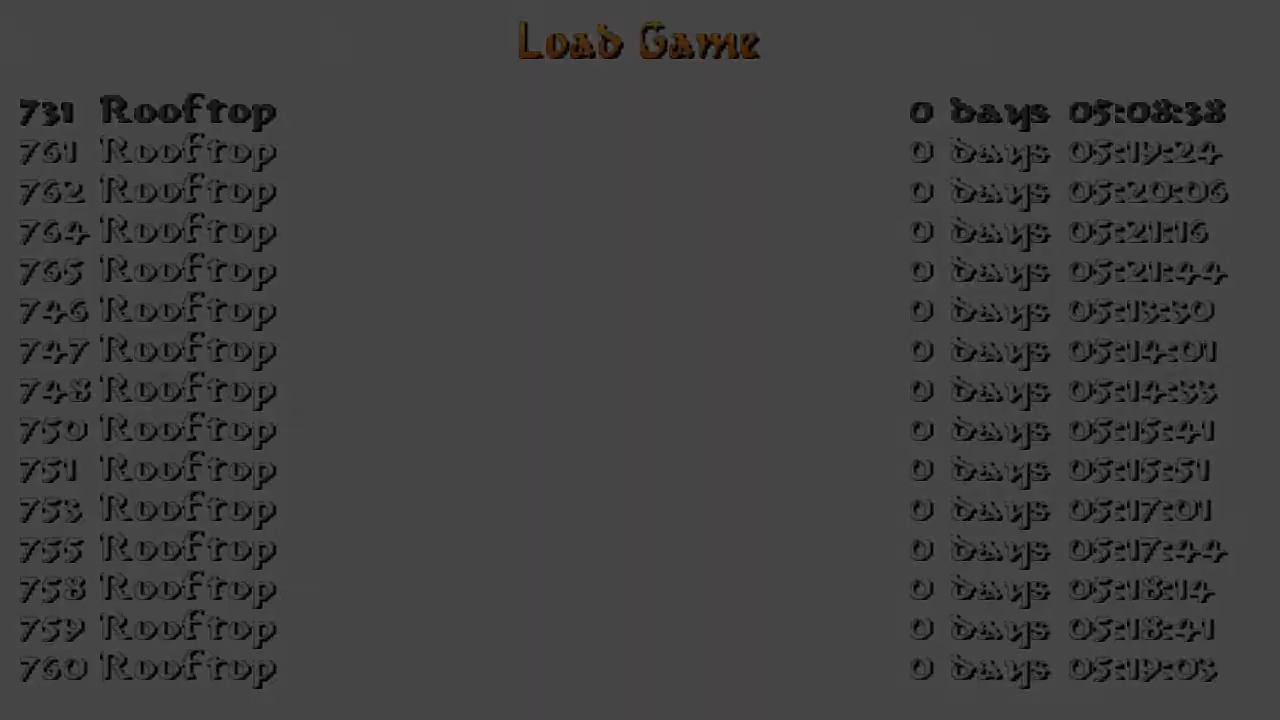 Load Game
731 Rooftop 0 days 05:08:38
761 Rooftop 0 days 05:19:24
762 Rooftop 0 days 05:20:06
764 Rooftop 0 days 05:21:16
765 Rooftop 0 days 05:21:44
746 Rooftop 0 days 05:13:30
747 Rooftop 0 days 05:14:01
748 Rooftop 0 days 05:14:33
750 Rooftop 0 days 05:15:41
751 Rooftop 0 days 05:15:51
753 Rooftop 0 days 05:17:01
755 Rooftop 0 days 05:17:44
758 Rooftop 0 days 05:18:14
759 Rooftop 0 days 05:18:41
760 Rooftop 0 days 05:19:03